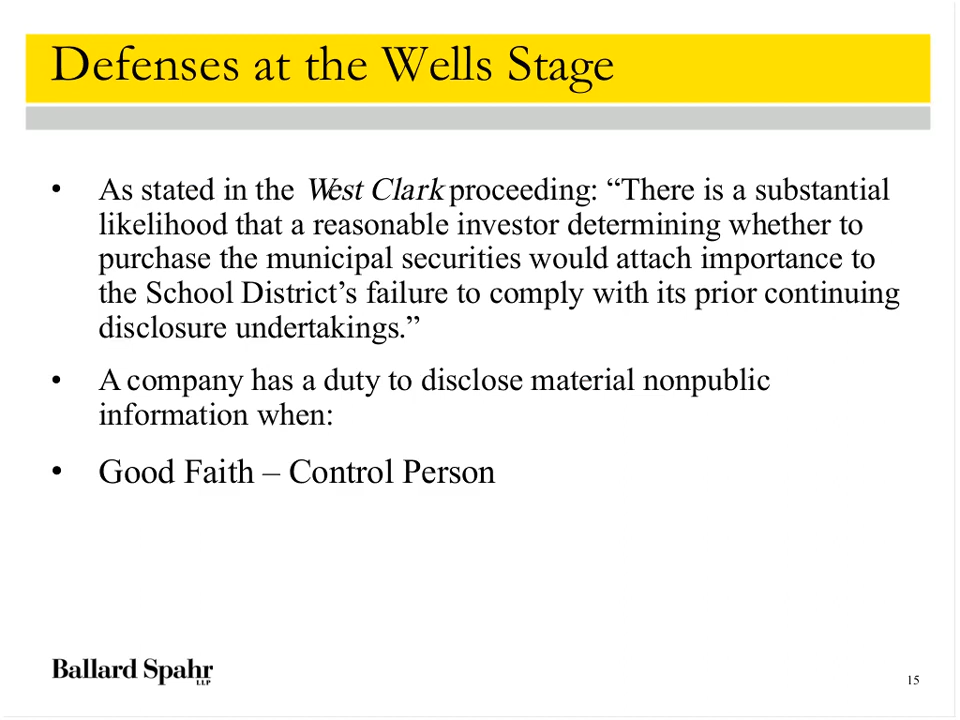 Defenses at the Wells Stage
• As stated in the West Clark proceeding: “There is a substantial
likelihood that a reasonable investor determining whether to
purchase the municipal securities would attach importance to
the School District’s failure to comply with its prior continuing
disclosure undertakings.”
• A company has a duty to disclose material nonpublic
information when:
• Good Faith – Control Person
Ballard Spahr
LLP
15